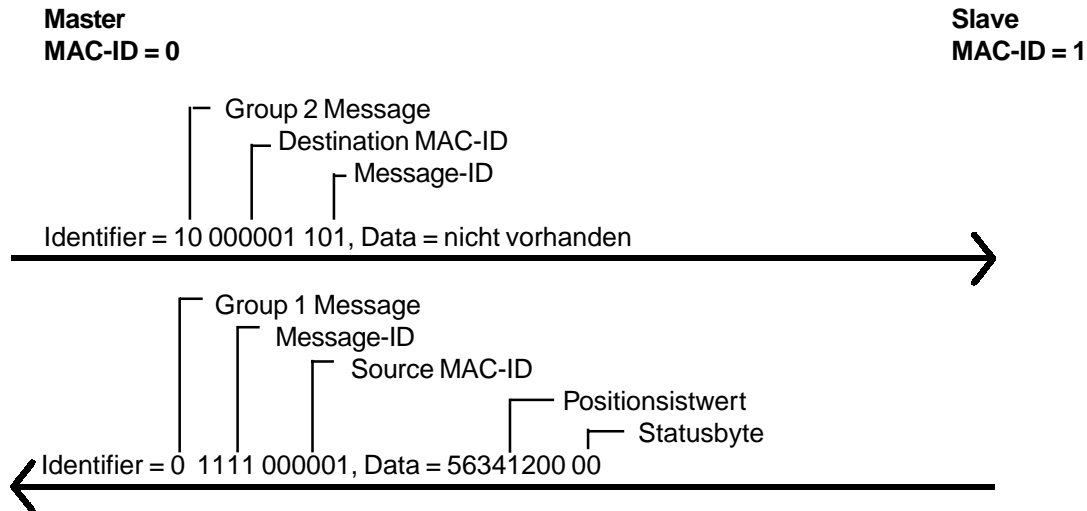 Master
MAC-ID = 0
Slave
MAC-ID = 1
Group 2 Message
Destination MAC-ID
Message-ID
Identifier = 10 000001 101, Data = nicht vorhanden
Group 1 Message
Message-ID
Source MAC-ID
Positionsistwert
Statusbyte
Identifier = 0 1111 000001, Data = 56341200 00